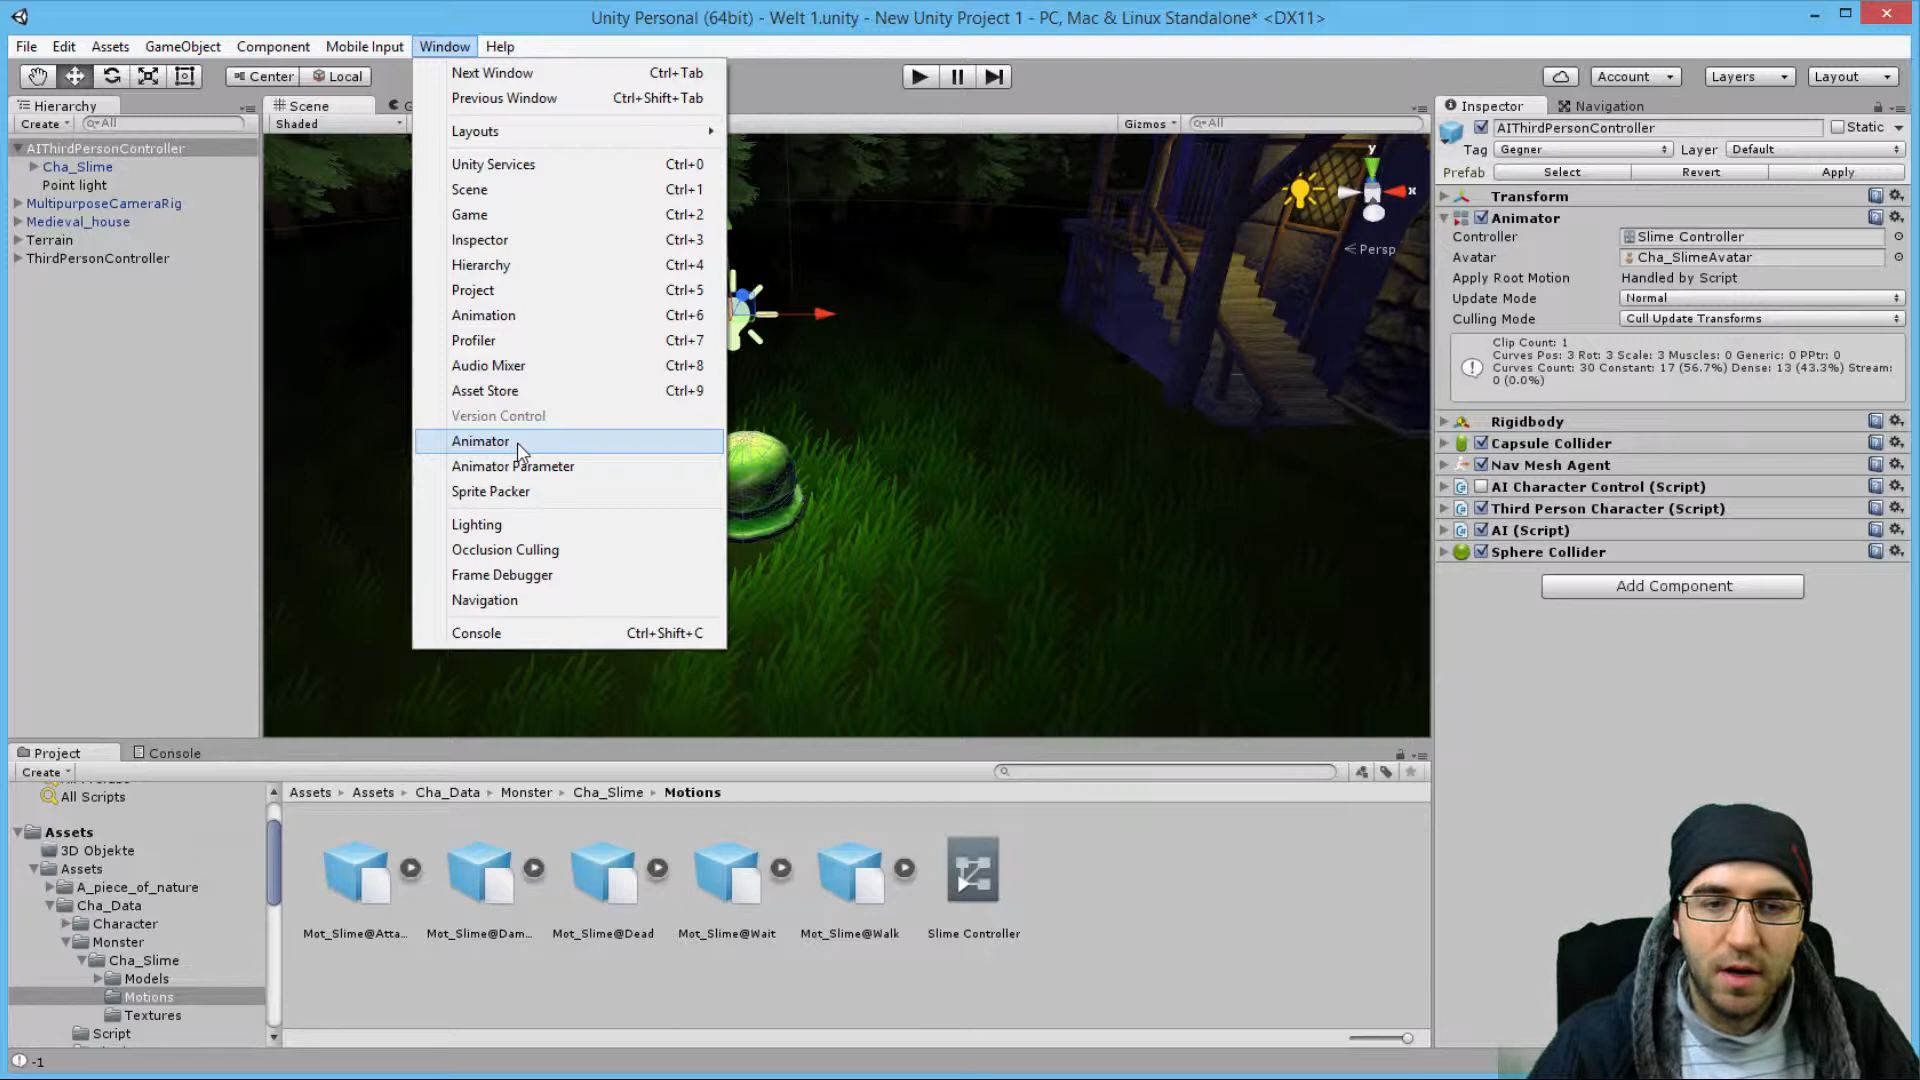 Unity Personal (64bit) - Welt 1.unity - New Unity Project 1 - PC, Mac & Linux Standalone* <DX11>
File Edit Assets GameObject Component Mobile Input Window Help
Center Local Account Layers Layout
Hierarchy
Create All
AIThirdPersonController
Cha_Slime
Point light
MultipurposeCameraRig
Medieval_house
Terrain
ThirdPersonController
Scene
Shaded
Next Window Ctrl+Tab
Previous Window Ctrl+Shift+Tab
Layouts
Unity Services Ctrl+0
Scene Ctrl+1
Game Ctrl+2
Inspector Ctrl+3
Hierarchy Ctrl+4
Project Ctrl+5
Animation Ctrl+6
Profiler Ctrl+7
Audio Mixer Ctrl+8
Asset Store Ctrl+9
Version Control
Animator
Animator Parameter
Sprite Packer
Lighting
Occlusion Culling
Frame Debugger
Navigation
Console Ctrl+Shift+C
Gizmos All
y
x
Persp
Inspector Navigation
AIThirdPersonController Static
Tag Gegner Layer Default
Prefab Select Revert Apply
Transform
Animator
Controller Slime Controller
Avatar Cha_SlimeAvatar
Apply Root Motion Handled by Script
Update Mode Normal
Culling Mode Cull Update Transforms
Clip Count: 1
Curves Pos: 3 Rot: 3 Scale: 3 Muscles: 0 Generic: 0 PPtr: 0
Curves Count: 30 Constant: 17 (56.7%) Dense: 13 (43.3%) Stream:
0 (0.0%)
Rigidbody
Capsule Collider
Nav Mesh Agent
AI Character Control (Script)
Third Person Character (Script)
AI (Script)
Sphere Collider
Add Component
Project Console
Create
All Scripts
Assets
3D Objekte
Assets
A_piece_of_nature
Cha_Data
Character
Monster
Cha_Slime
Models
Motions
Textures
Script
Assets Assets Cha_Data Monster Cha_Slime Motions
Mot_Slime@Atta... Mot_Slime@Dam... Mot_Slime@Dead Mot_Slime@Wait Mot_Slime@Walk Slime Controller
-1